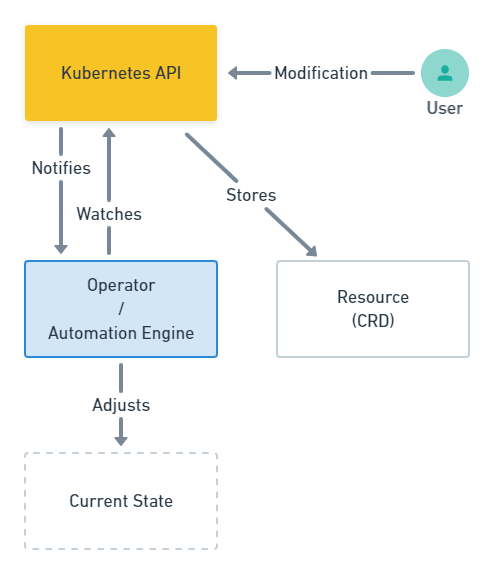 Kubernetes API
Modification
User
Notifies
Watches
Stores
Operator
/
Automation Engine
Resource
(CRD)
Adjusts
Current State